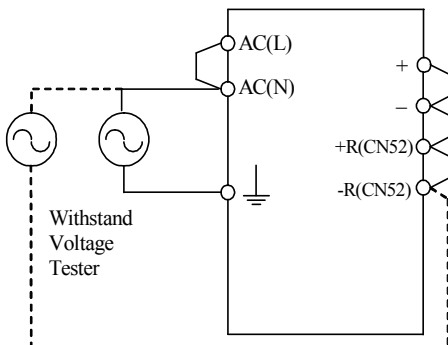 AC(L)
AC(N)
Withstand
Voltage
Tester
+
−
+R(CN52)
-R(CN52)